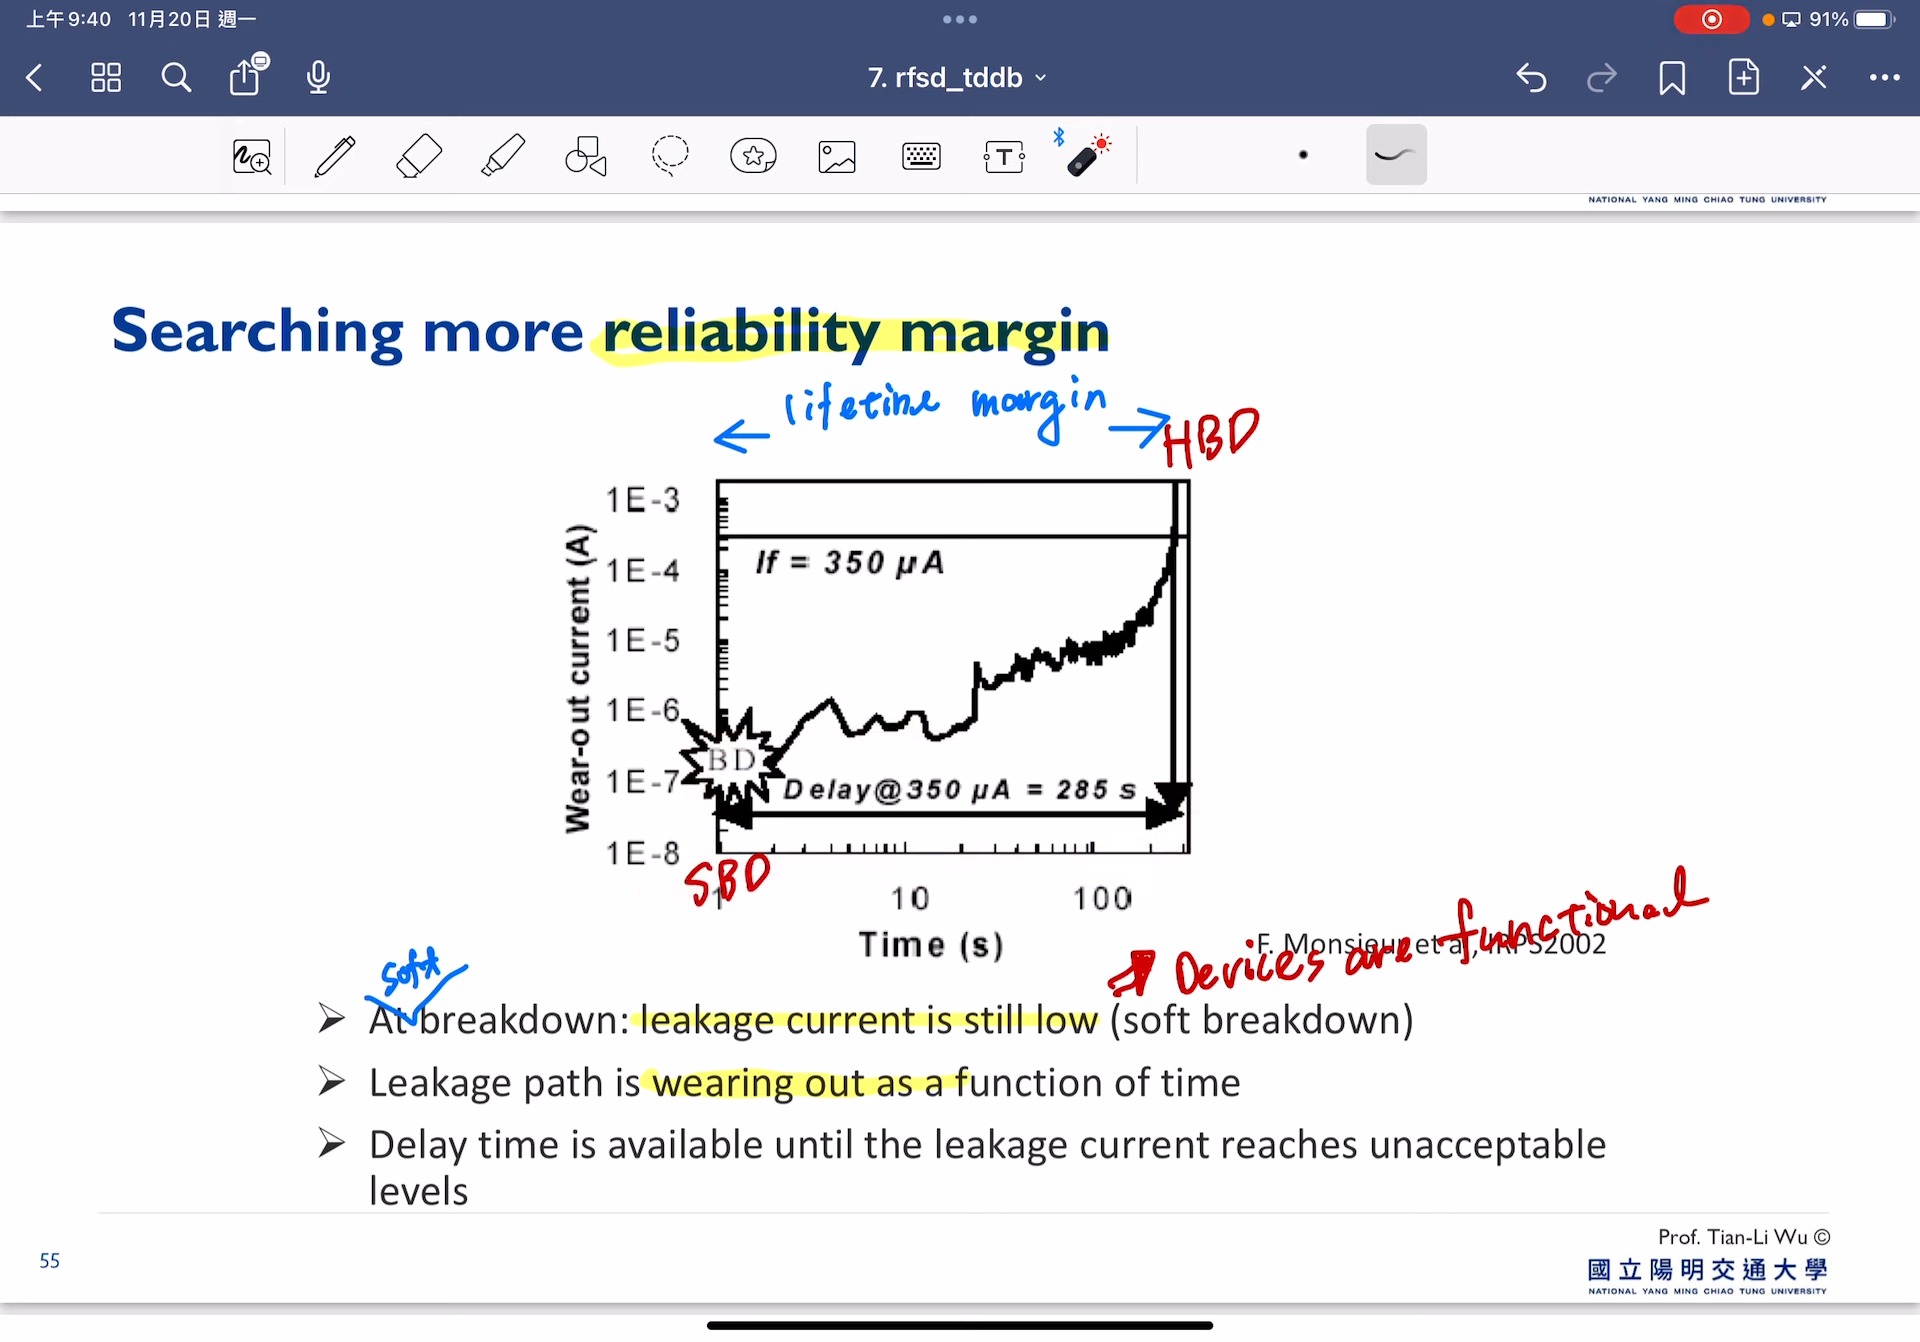 上午9:40 11月20日 週一
91%
7. rfsd_tddb
NATIONAL YANG MING CHIAO TUNG UNIVERSITY
Searching more reliability margin
lifetime margin
HBD
1E-3
If = 350 μA
1E-4
1E-5
1E-6
BD
1E-7
Delay@350 μA = 285 s
1E-8
Wear-out current (A)
SBD
1 10 100
Time (s)
F. Monsieur et al, IRPS2002
Devices are functional
soft
At breakdown: leakage current is still low (soft breakdown)
Leakage path is wearing out as a function of time
Delay time is available until the leakage current reaches unacceptable
levels
Prof. Tian-Li Wu ©
55
國立陽明交通大學
NATIONAL YANG MING CHIAO TUNG UNIVERSITY